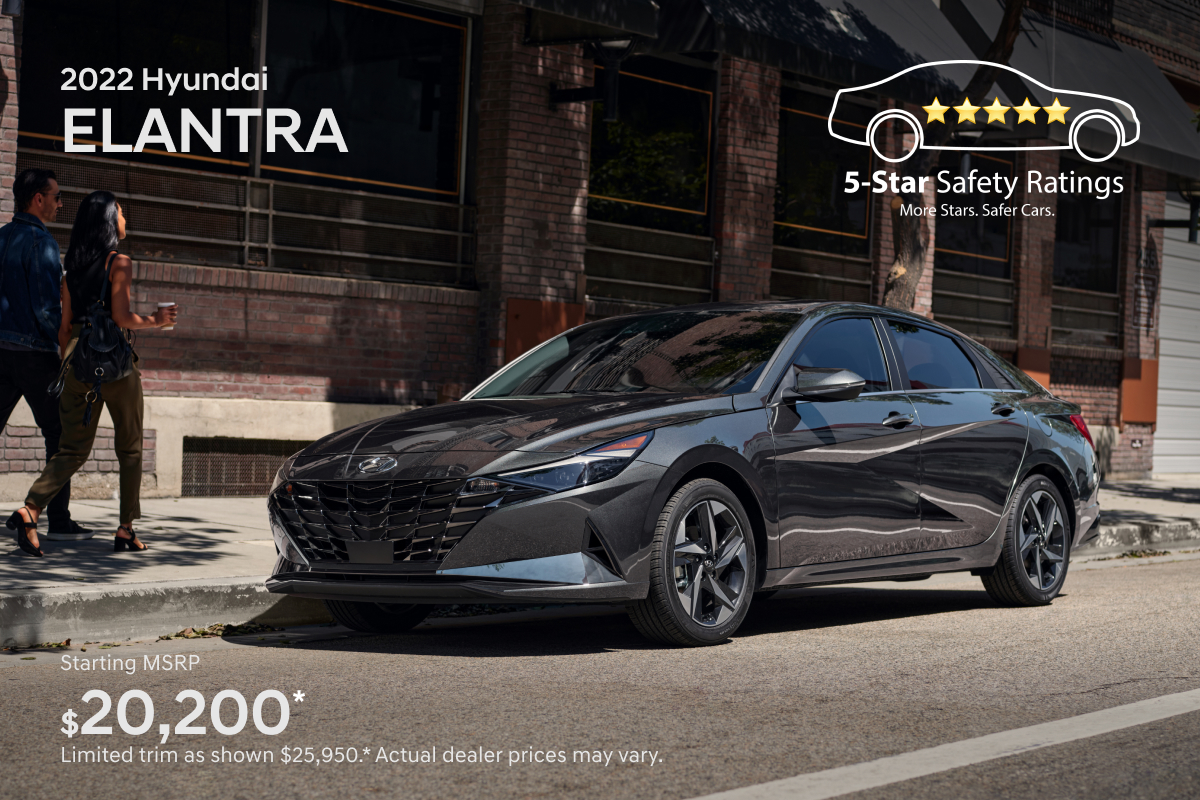 2022 Hyundai
ELANTRA
5-Star Safety Ratings
More Stars. Safer Cars.
Starting MSRP
$20,200*
Limited trim as shown $25,950.* Actual dealer prices may vary.